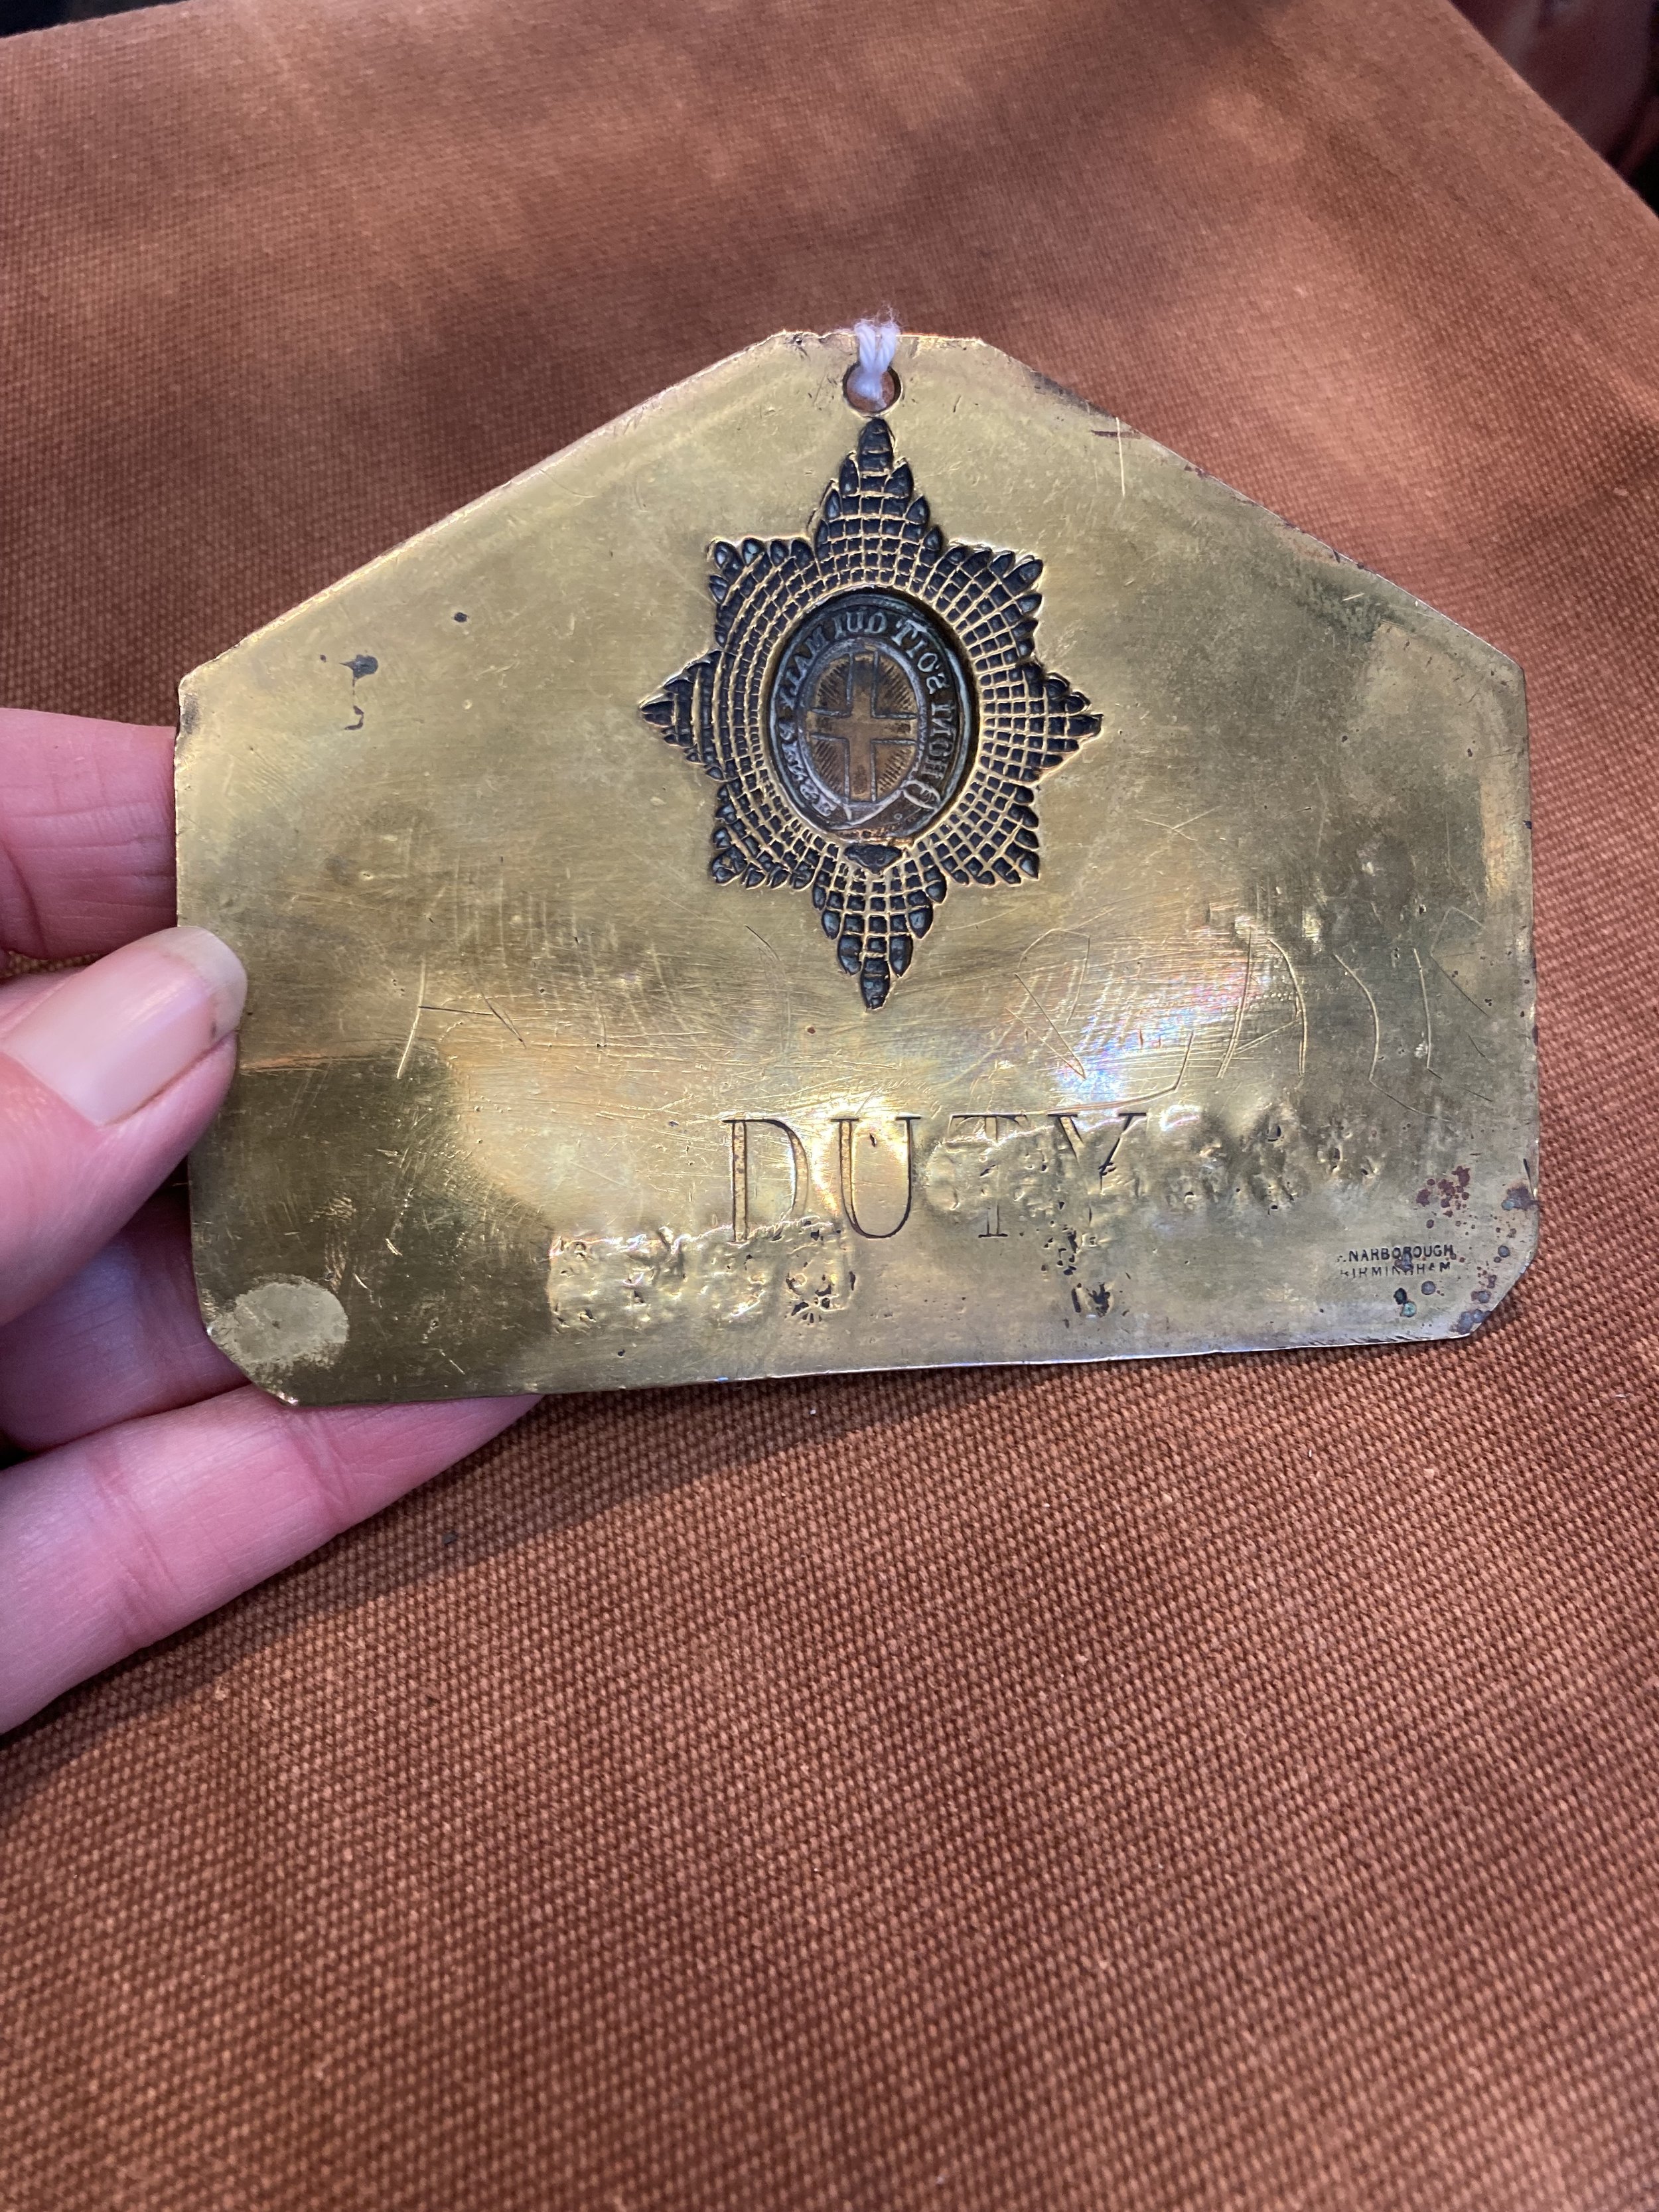 HONI SOIT QUI MAL Y PENSE
DUTY
NARBOROUGH
BIRMINGHAM